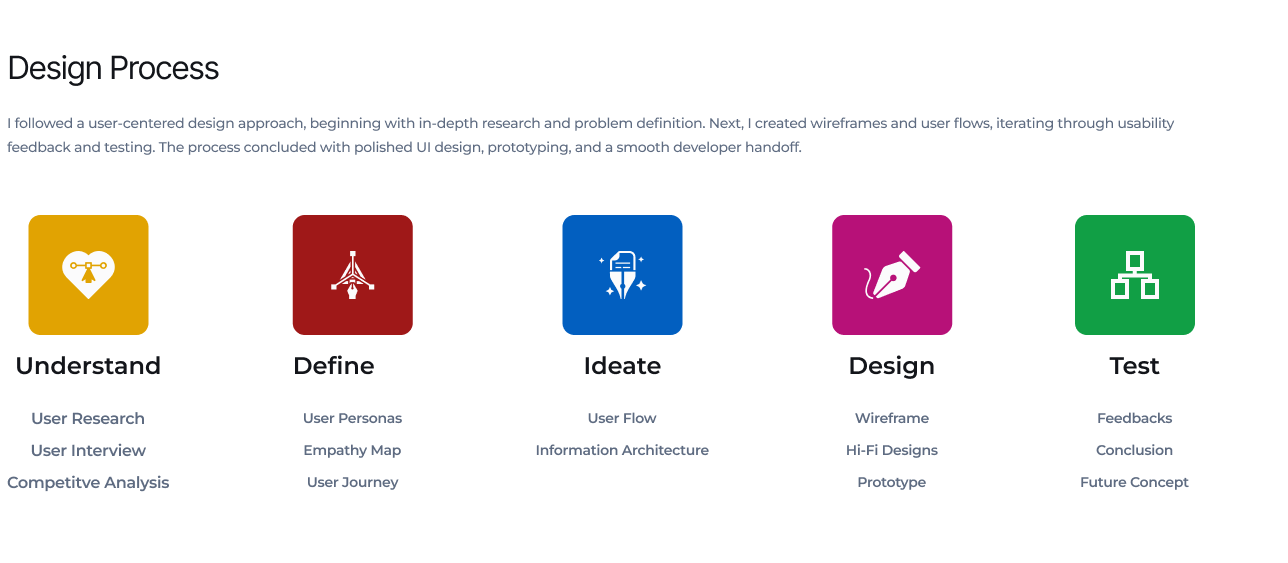 Design Process
I followed a user-centered design approach, beginning with in-depth research and problem definition. Next, I created wireframes and user flows, iterating through usability
feedback and testing. The process concluded with polished UI design, prototyping, and a smooth developer handoff.
Understand
User Research
User Interview
Competitve Analysis
Define
User Personas
Empathy Map
User Journey
Ideate
User Flow
Information Architecture
Design
Wireframe
Hi-Fi Designs
Prototype
Test
Feedbacks
Conclusion
Future Concept